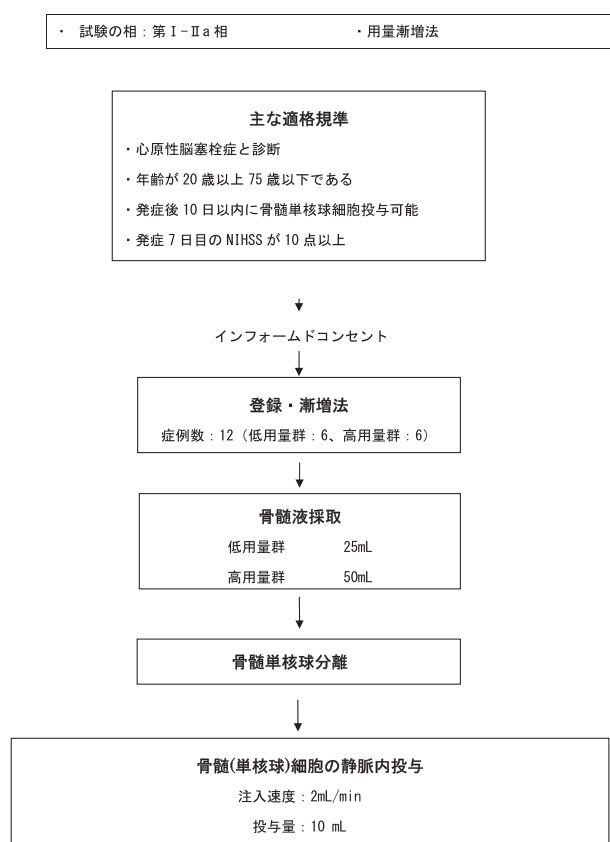 ・ 試験の相：第Ⅰ-Ⅱa相 ・用量漸増法
主な適格規準
・心原性脳塞栓症と診断
・年齢が 20 歳以上 75 歳以下である
・発症後 10 日以内に骨髄単核球細胞投与可能
・発症 7 日目の NIHSS が 10 点以上
インフォームドコンセント
登録・漸増法
症例数：12（低用量群：6、高用量群：6）
骨髄液採取
低用量群 25mL
高用量群 50mL
骨髄単核球分離
骨髄(単核球)細胞の静脈内投与
注入速度：2mL/min
投与量：10 mL